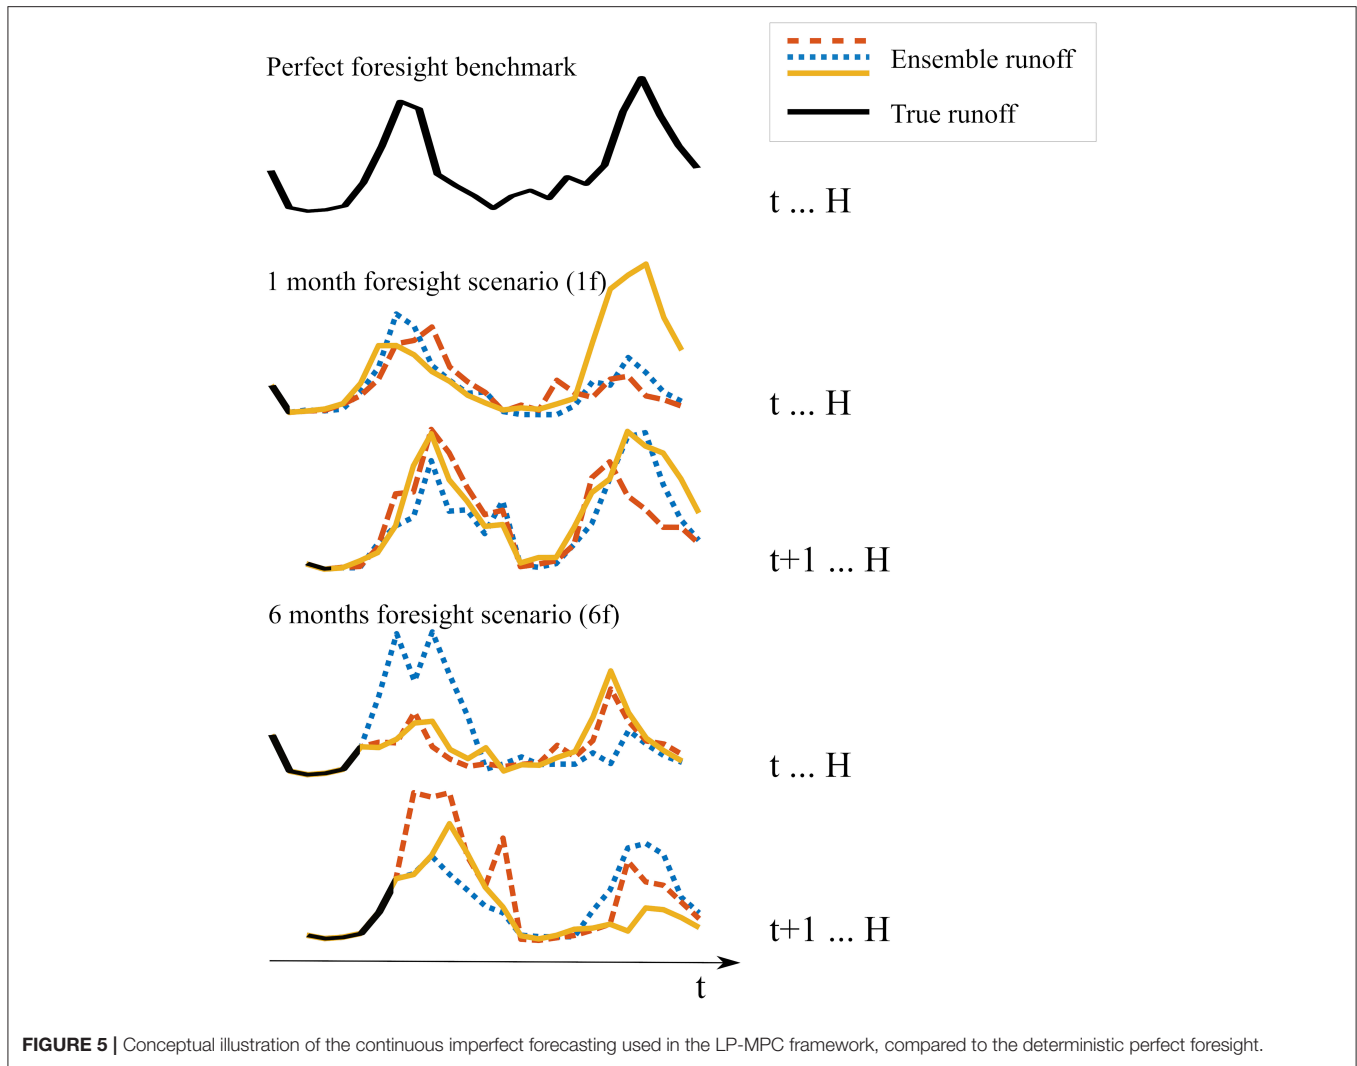 Perfect foresight benchmark
Ensemble runoff
True runoff
t ... H
1 month foresight scenario (1f)
t ... H
t+1 ... H
6 months foresight scenario (6f)
t ... H
t+1 ... H
t
FIGURE 5 | Conceptual illustration of the continuous imperfect forecasting used in the LP-MPC framework, compared to the deterministic perfect foresight.